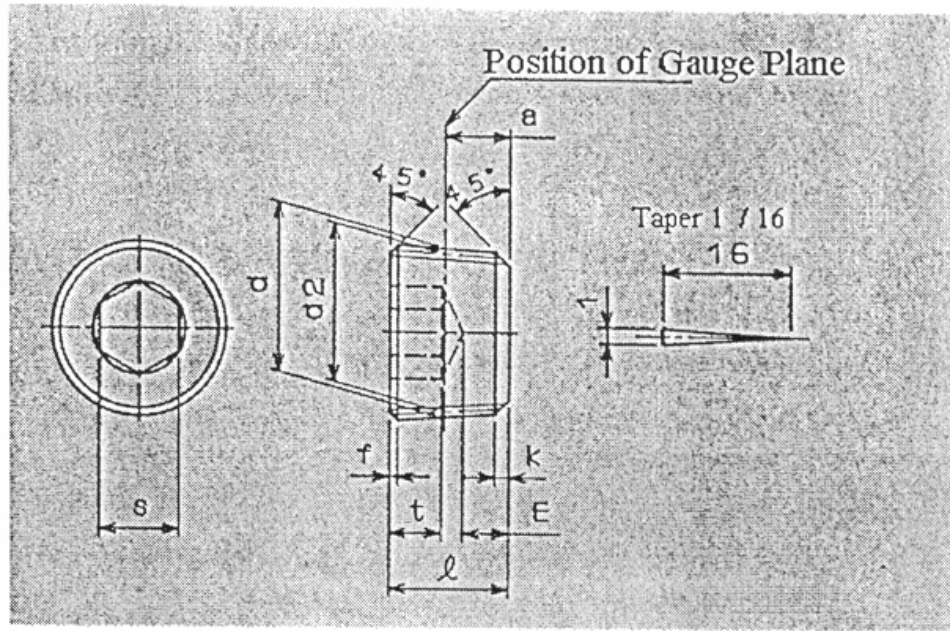 Position of Gauge Plane
a
45°
45°
Taper 1 / 16
16
1
d
d2
f
k
s
t
E
ℓ